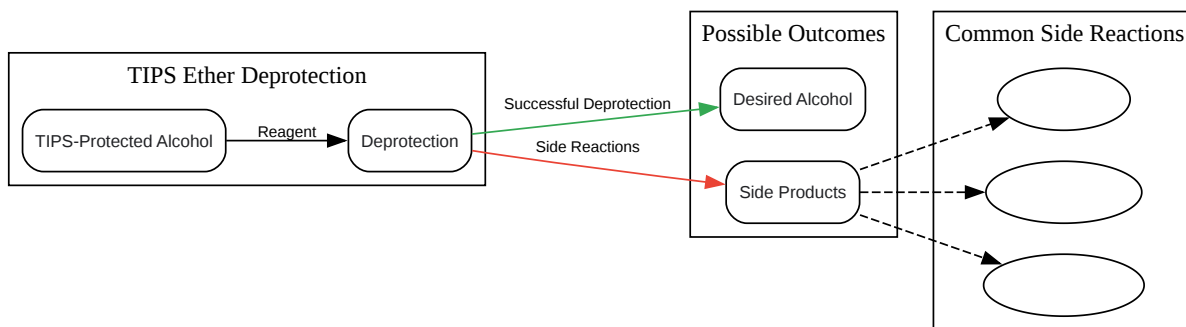 TIPS Ether Deprotection
TIPS-Protected Alcohol
Reagent
Deprotection
Successful Deprotection
Side Reactions
Possible Outcomes
Desired Alcohol
Side Products
Common Side Reactions